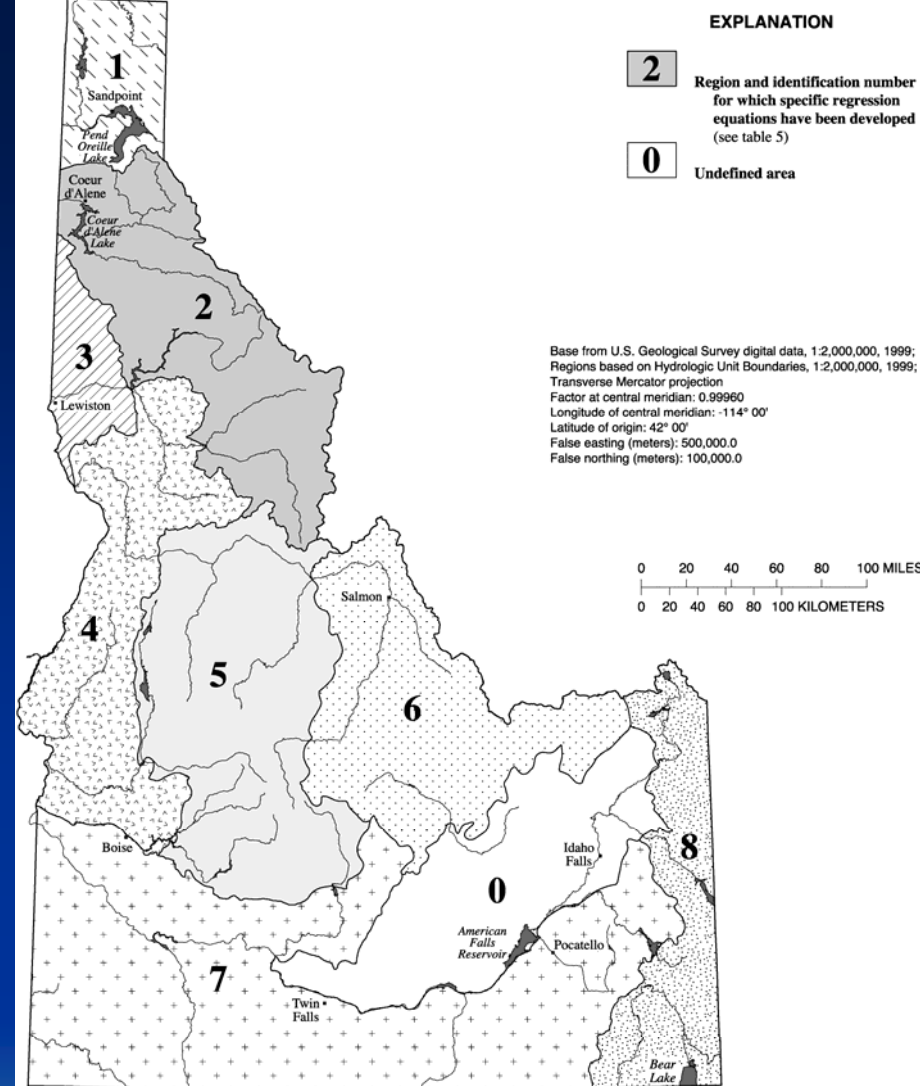 EXPLANATION
2
Region and identification number
for which specific regression
equations have been developed
(see table 5)
0
Undefined area
1
Sandpoint
Pend
Oreille
Lake
Coeur
d'Alene
Coeur
d'Alene
Lake
2
3
Lewiston
Base from U.S. Geological Survey digital data, 1:2,000,000, 1999;
Regions based on Hydrologic Unit Boundaries, 1:2,000,000, 1999;
Transverse Mercator projection
Factor at central meridian: 0.99960
Longitude of central meridian: -114° 00'
Latitude of origin: 42° 00'
False easting (meters): 500,000.0
False northing (meters): 100,000.0
0 20 40 60 80 100 MILES
0 20 40 60 80 100 KILOMETERS
Salmon
4
5
6
Boise
Idaho
Falls
8
0
American
Falls
Reservoir
Pocatello
7
Twin
Falls
Bear
Lake